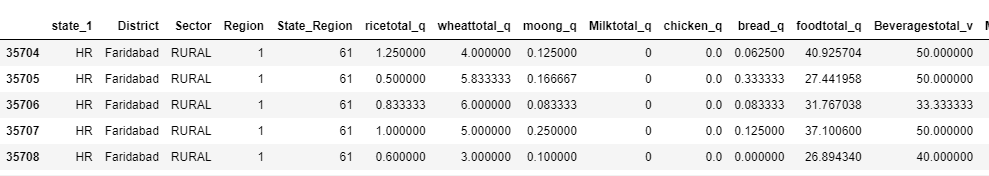 state_1 District Sector Region State_Region ricetotal_q wheattotal_q moong_q Milktotal_q chicken_q bread_q foodtotal_q Beveragestotal_v
35704 HR Faridabad RURAL 1 61 1.250000 4.000000 0.125000 0 0.0 0.062500 40.925704 50.000000
35705 HR Faridabad RURAL 1 61 0.500000 5.833333 0.166667 0 0.0 0.333333 27.441958 50.000000
35706 HR Faridabad RURAL 1 61 0.833333 6.000000 0.083333 0 0.0 0.083333 31.767038 33.333333
35707 HR Faridabad RURAL 1 61 1.000000 5.000000 0.250000 0 0.0 0.125000 37.100600 50.000000
35708 HR Faridabad RURAL 1 61 0.600000 3.000000 0.100000 0 0.0 0.000000 26.894340 40.000000